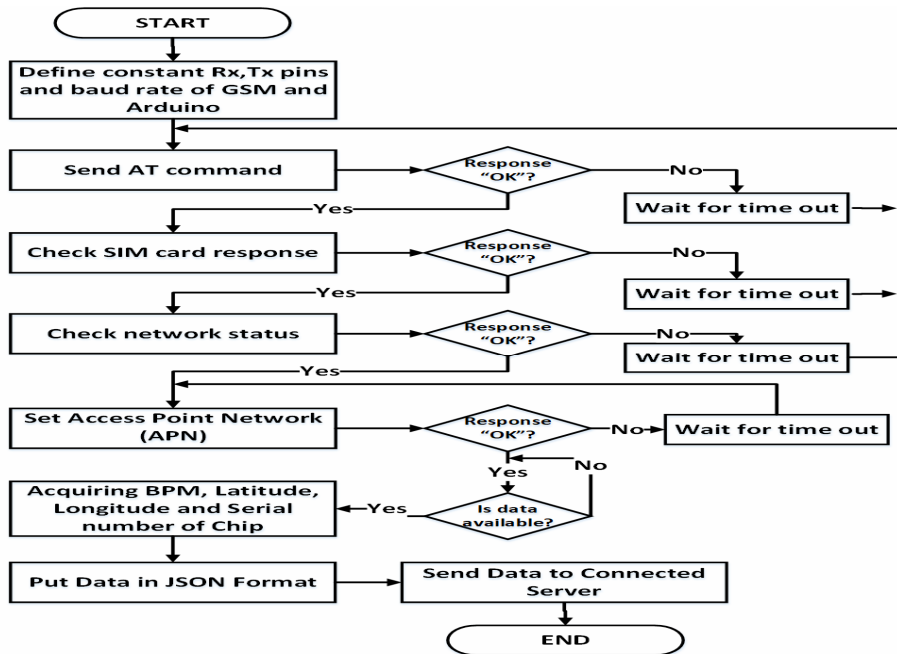 START
Define constant Rx,Tx pins
and baud rate of GSM and
Arduino
Send AT command
Response
“OK”?
No
Wait for time out
Yes
Check SIM card response
Response
“OK”?
No
Wait for time out
Yes
Check network status
Response
“OK”?
No
Wait for time out
Yes
Set Access Point Network
(APN)
Response
“OK”?
No
Wait for time out
Yes
No
Is data
available?
Yes
Acquiring BPM, Latitude,
Longitude and Serial
number of Chip
Put Data in JSON Format
Send Data to Connected
Server
END